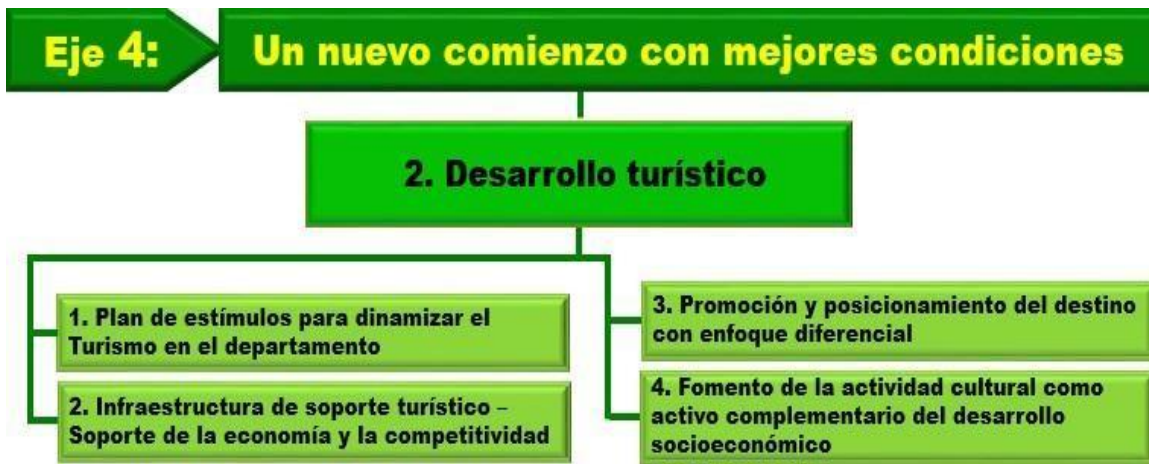 Eje 4:
Un nuevo comienzo con mejores condiciones
2. Desarrollo turístico
1. Plan de estímulos para dinamizar el
Turismo en el departamento
2. Infraestructura de soporte turístico –
Soporte de la economía y la competitividad
3. Promoción y posicionamiento del destino
con enfoque diferencial
4. Fomento de la actividad cultural como
activo complementario del desarrollo
socioeconómico